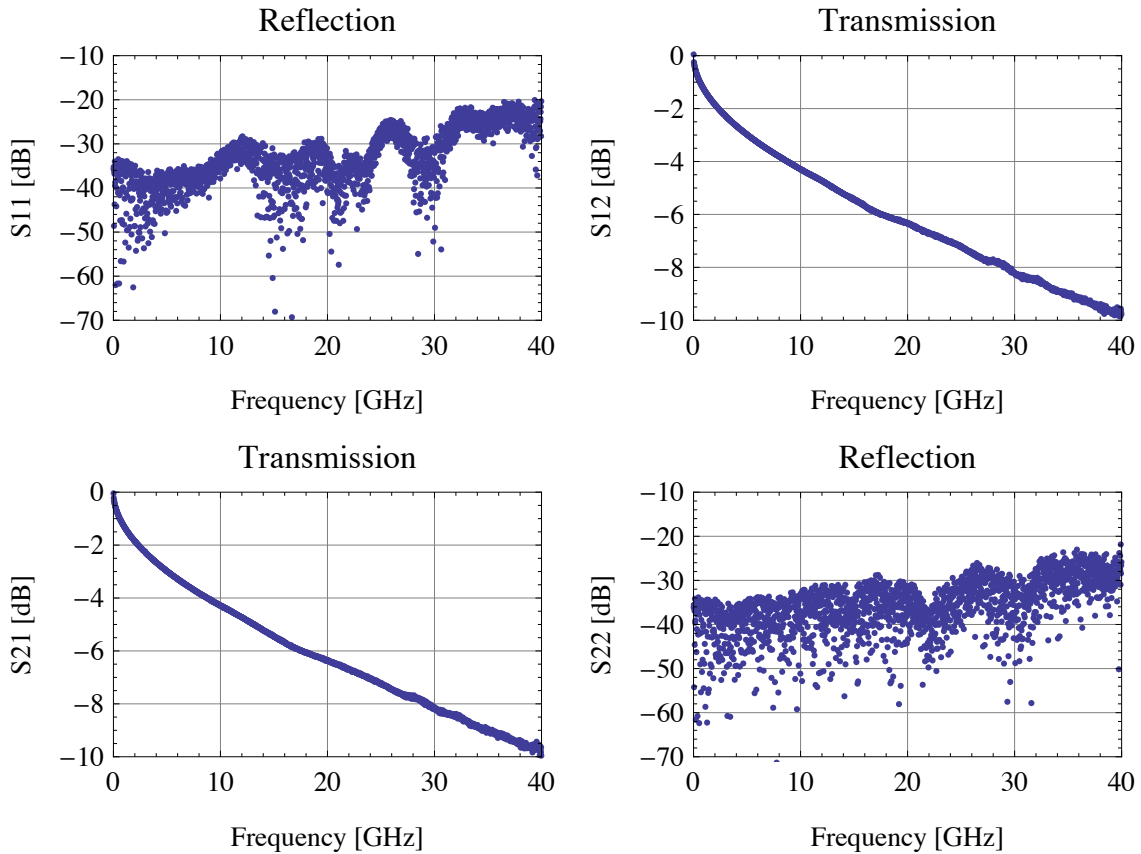 Reflection
−10
−20
−30
−40
−50
−60
−70
S11 [dB]
0 10 20 30 40
Frequency [GHz]
Transmission
0
−2
−4
−6
−8
−10
S12 [dB]
0 10 20 30 40
Frequency [GHz]
Transmission
0
−2
−4
−6
−8
−10
S21 [dB]
0 10 20 30 40
Frequency [GHz]
Reflection
−10
−20
−30
−40
−50
−60
−70
S22 [dB]
0 10 20 30 40
Frequency [GHz]